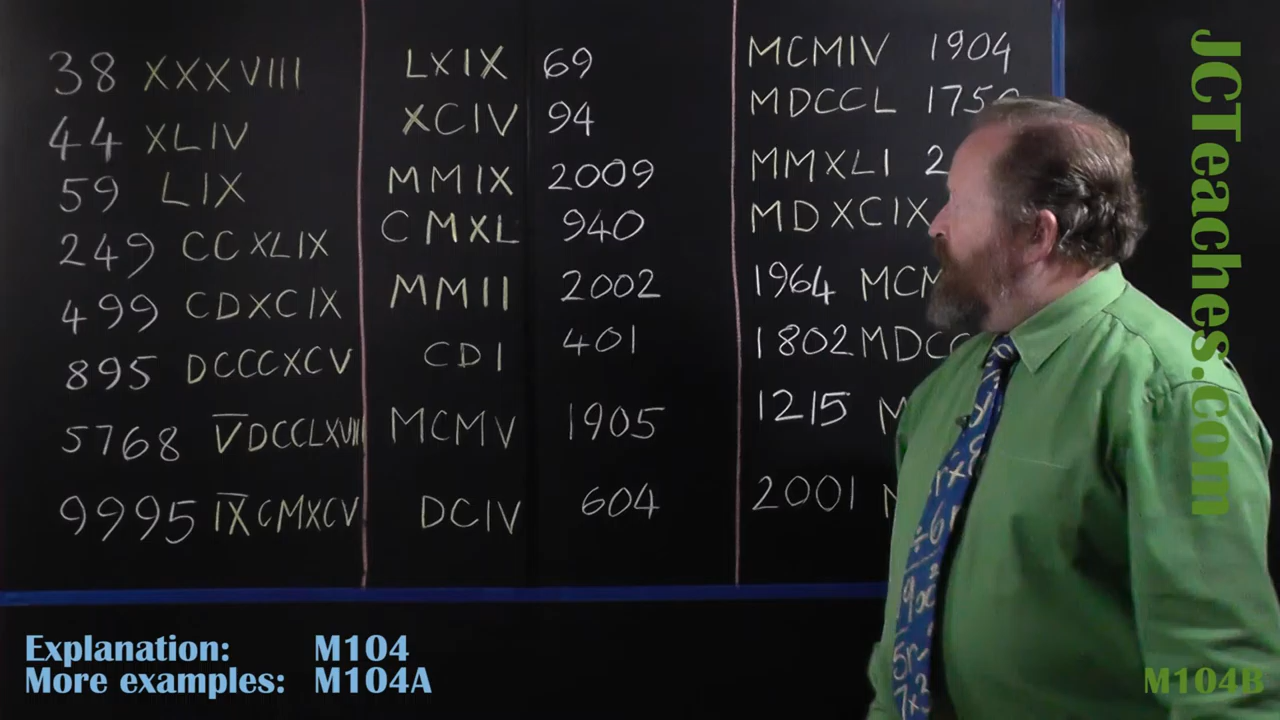 38 XXXVIII
44 XLIV
59 LIX
249 CCXLIX
499 CDXCIX
895 DCCCXCV
5768 V̅DCCLXVIII
9995 I̅X̅CMXCV
LXIX 69
XCIV 94
MMIX 2009
CMXL 940
MMII 2002
CDI 401
MCMV 1905
DCIV 604
MCMIV 1904
MDCCL 1750
MMXLI
MDXCIX
1964
1802
1215
2001
JCTeaches.com
Explanation: M104
More examples: M104A
M104B